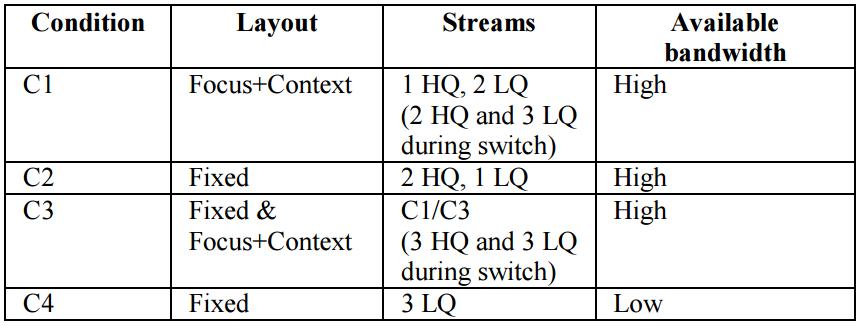 Condition Layout Streams Available
bandwidth
C1 Focus+Context 1 HQ, 2 LQ High
(2 HQ and 3 LQ
during switch)
C2 Fixed 2 HQ, 1 LQ High
C3 Fixed & C1/C3 High
Focus+Context (3 HQ and 3 LQ
during switch)
C4 Fixed 3 LQ Low